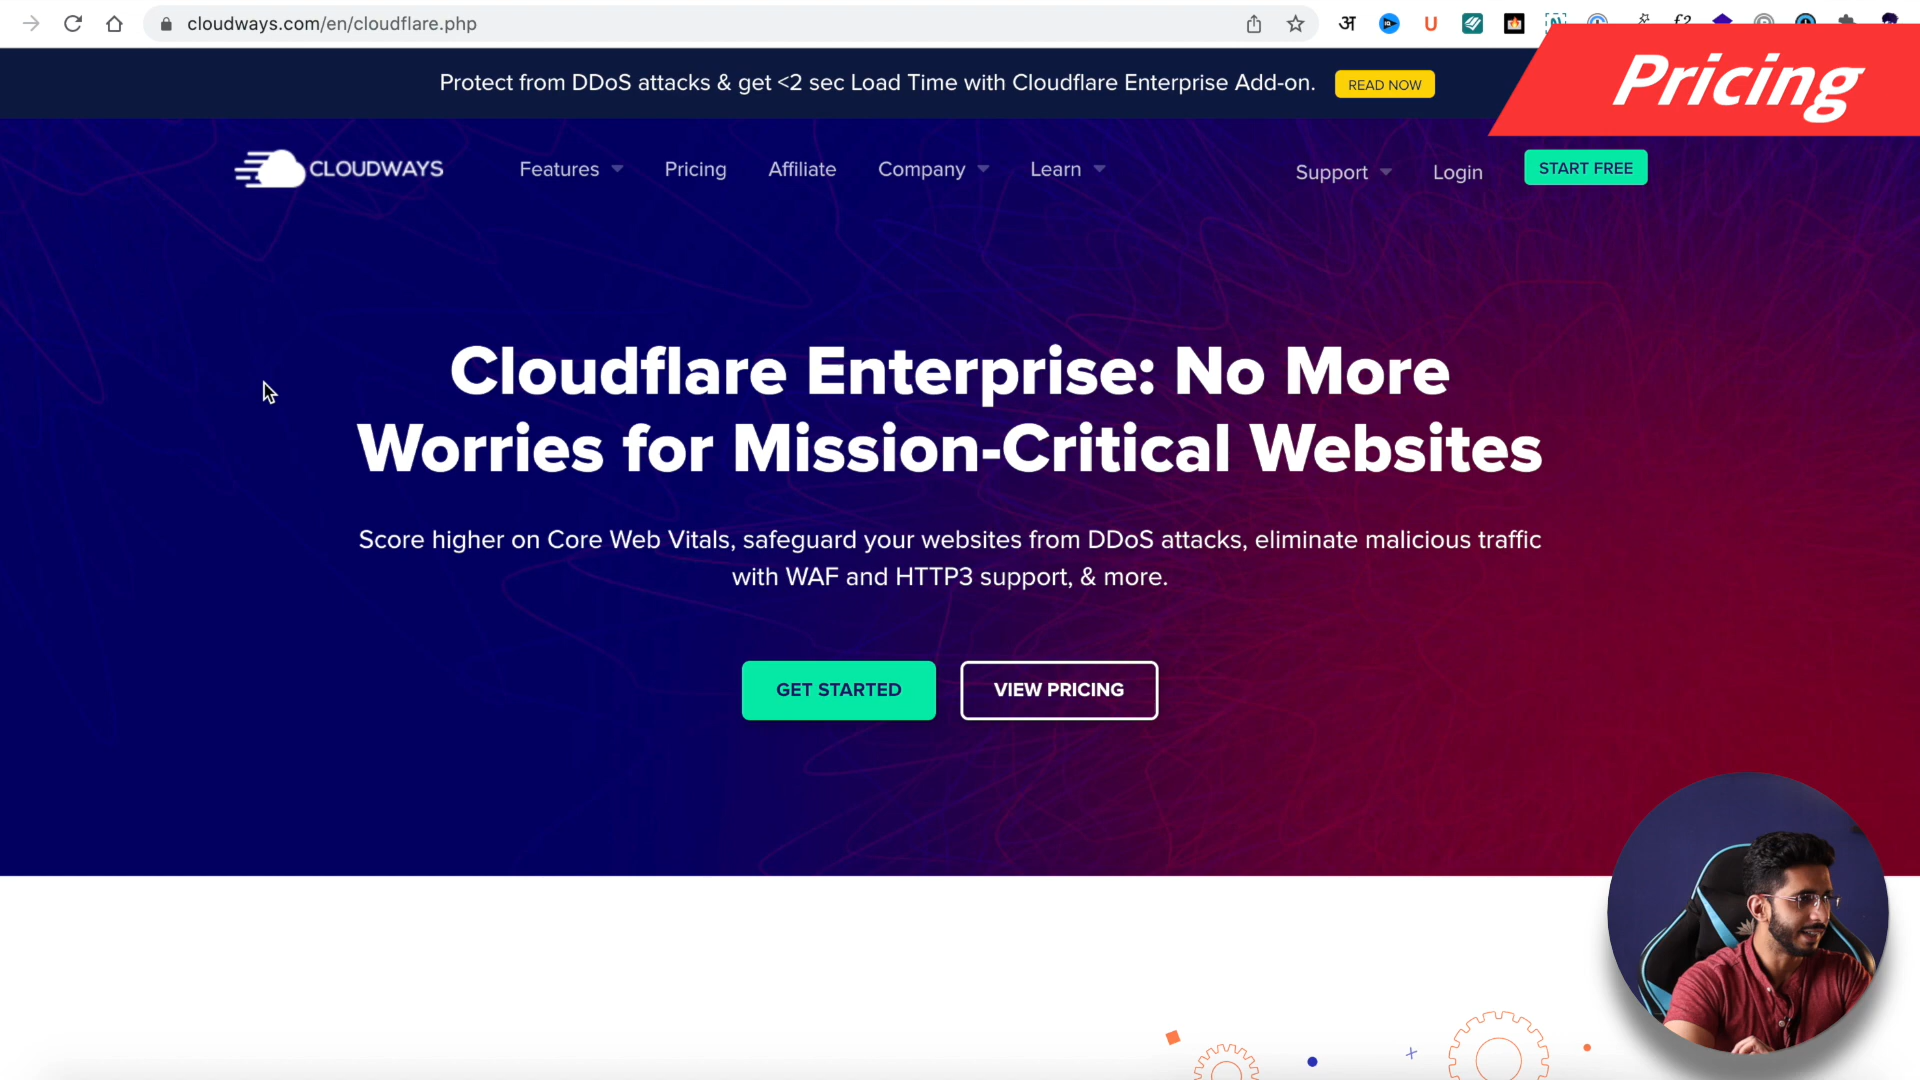 cloudways.com/en/cloudflare.php
Pricing
Protect from DDoS attacks & get <2 sec Load Time with Cloudflare Enterprise Add-on. READ NOW
CLOUDWAYS Features Pricing Affiliate Company Learn Support Login START FREE
Cloudflare Enterprise: No More
Worries for Mission-Critical Websites
Score higher on Core Web Vitals, safeguard your websites from DDoS attacks, eliminate malicious traffic
with WAF and HTTP3 support, & more.
GET STARTED VIEW PRICING